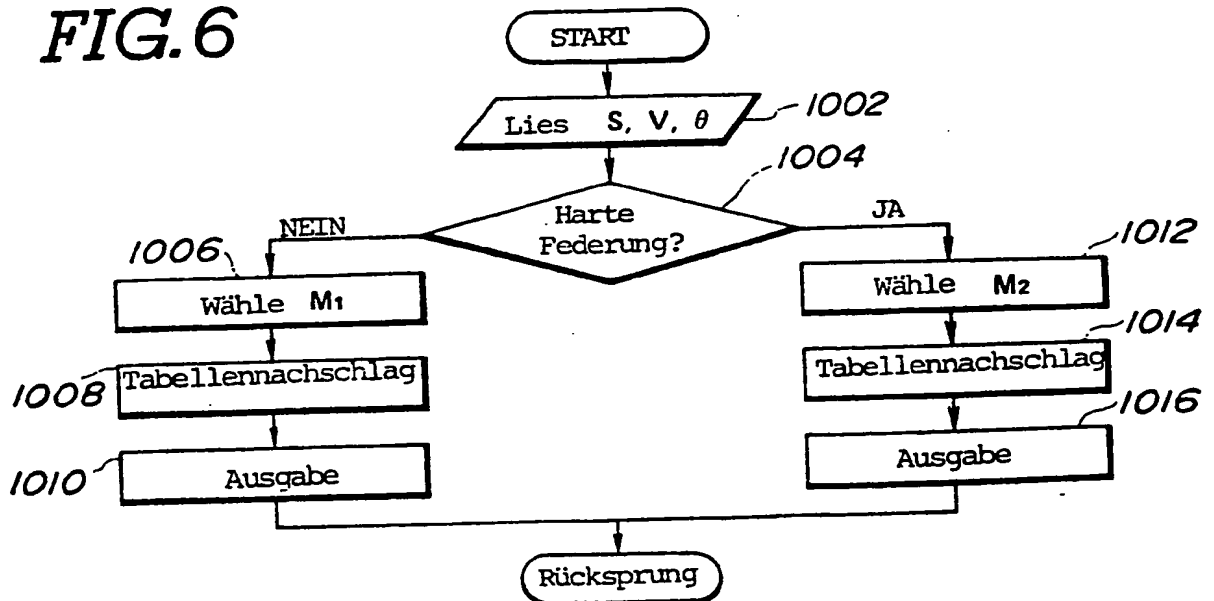 FIG.6
START
Lies S, V, θ
1002
1004
Harte
Federung?
NEIN
JA
1006
Wähle M1
1008
Tabellennachschlag
1010
Ausgabe
1012
Wähle M2
1014
Tabellennachschlag
1016
Ausgabe
Rücksprung